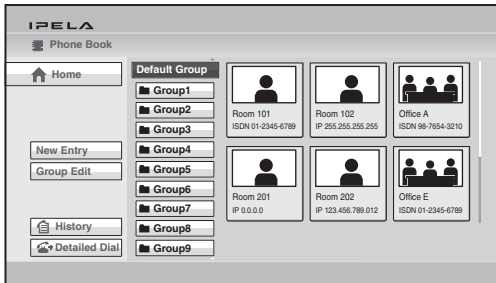 IPELA
Phone Book
Home
New Entry
Group Edit
History
Detailed Dial
Default Group
Group1
Group2
Group3
Group4
Group5
Group6
Group7
Group8
Group9
Room 101
ISDN 01-2345-6789
Room 102
IP 255.255.255.255
Office A
ISDN 98-7654-3210
Room 201
IP 0.0.0.0
Room 202
IP 123.456.789.012
Office E
ISDN 01-2345-6789